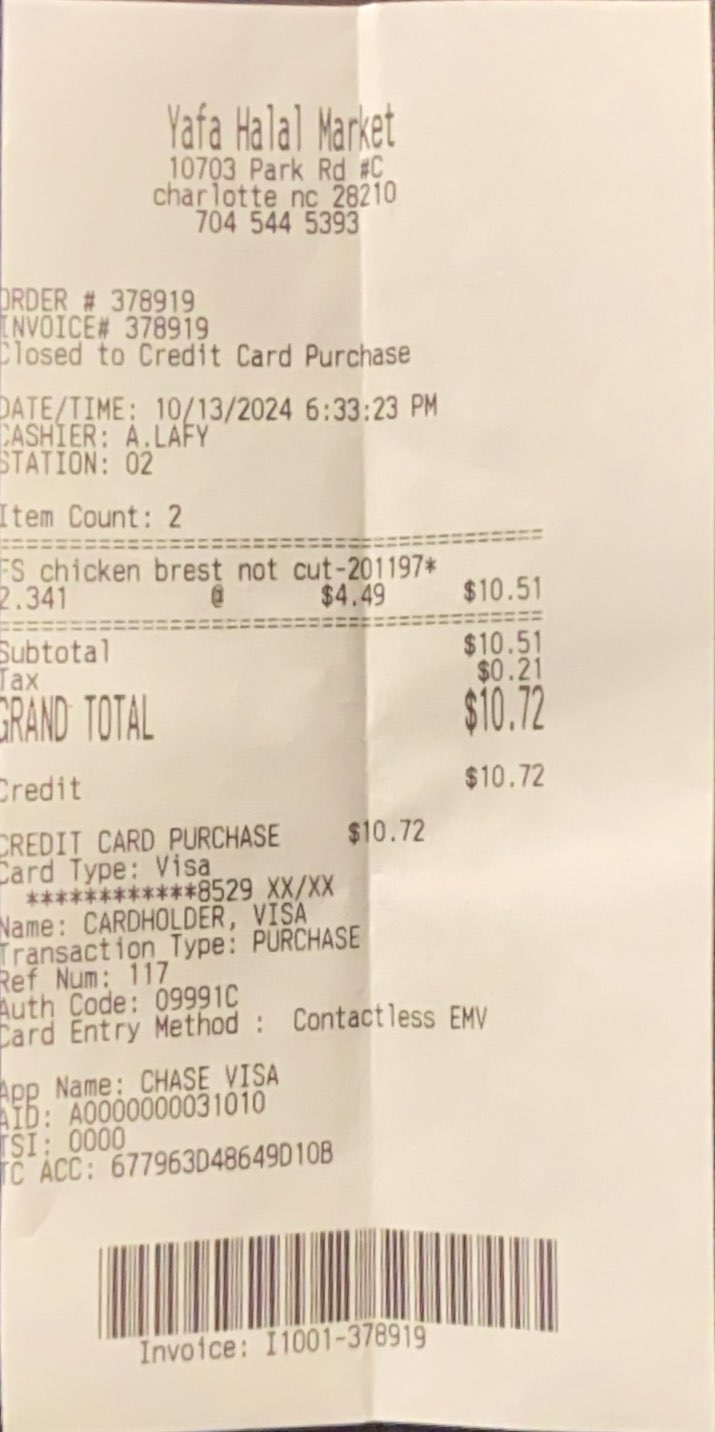 Yafa Halal Market
10703 Park Rd #C
charlotte nc 28210
704 544 5393
ORDER # 378919
INVOICE# 378919
Closed to Credit Card Purchase
DATE/TIME: 10/13/2024 6:33:23 PM
CASHIER: A.LAFY
STATION: 02
Item Count: 2
FS chicken brest not cut-201197*
2.341 @ $4.49 $10.51
Subtotal $10.51
Tax $0.21
GRAND TOTAL $10.72
Credit $10.72
CREDIT CARD PURCHASE $10.72
Card Type: Visa
************8529 XX/XX
Name: CARDHOLDER, VISA
Transaction Type: PURCHASE
Ref Num: 117
Auth Code: 09991C
Card Entry Method : Contactless EMV
App Name: CHASE VISA
AID: A0000000031010
TSI: 0000
TC ACC: 677963D48649D10B
Invoice: I1001-378919